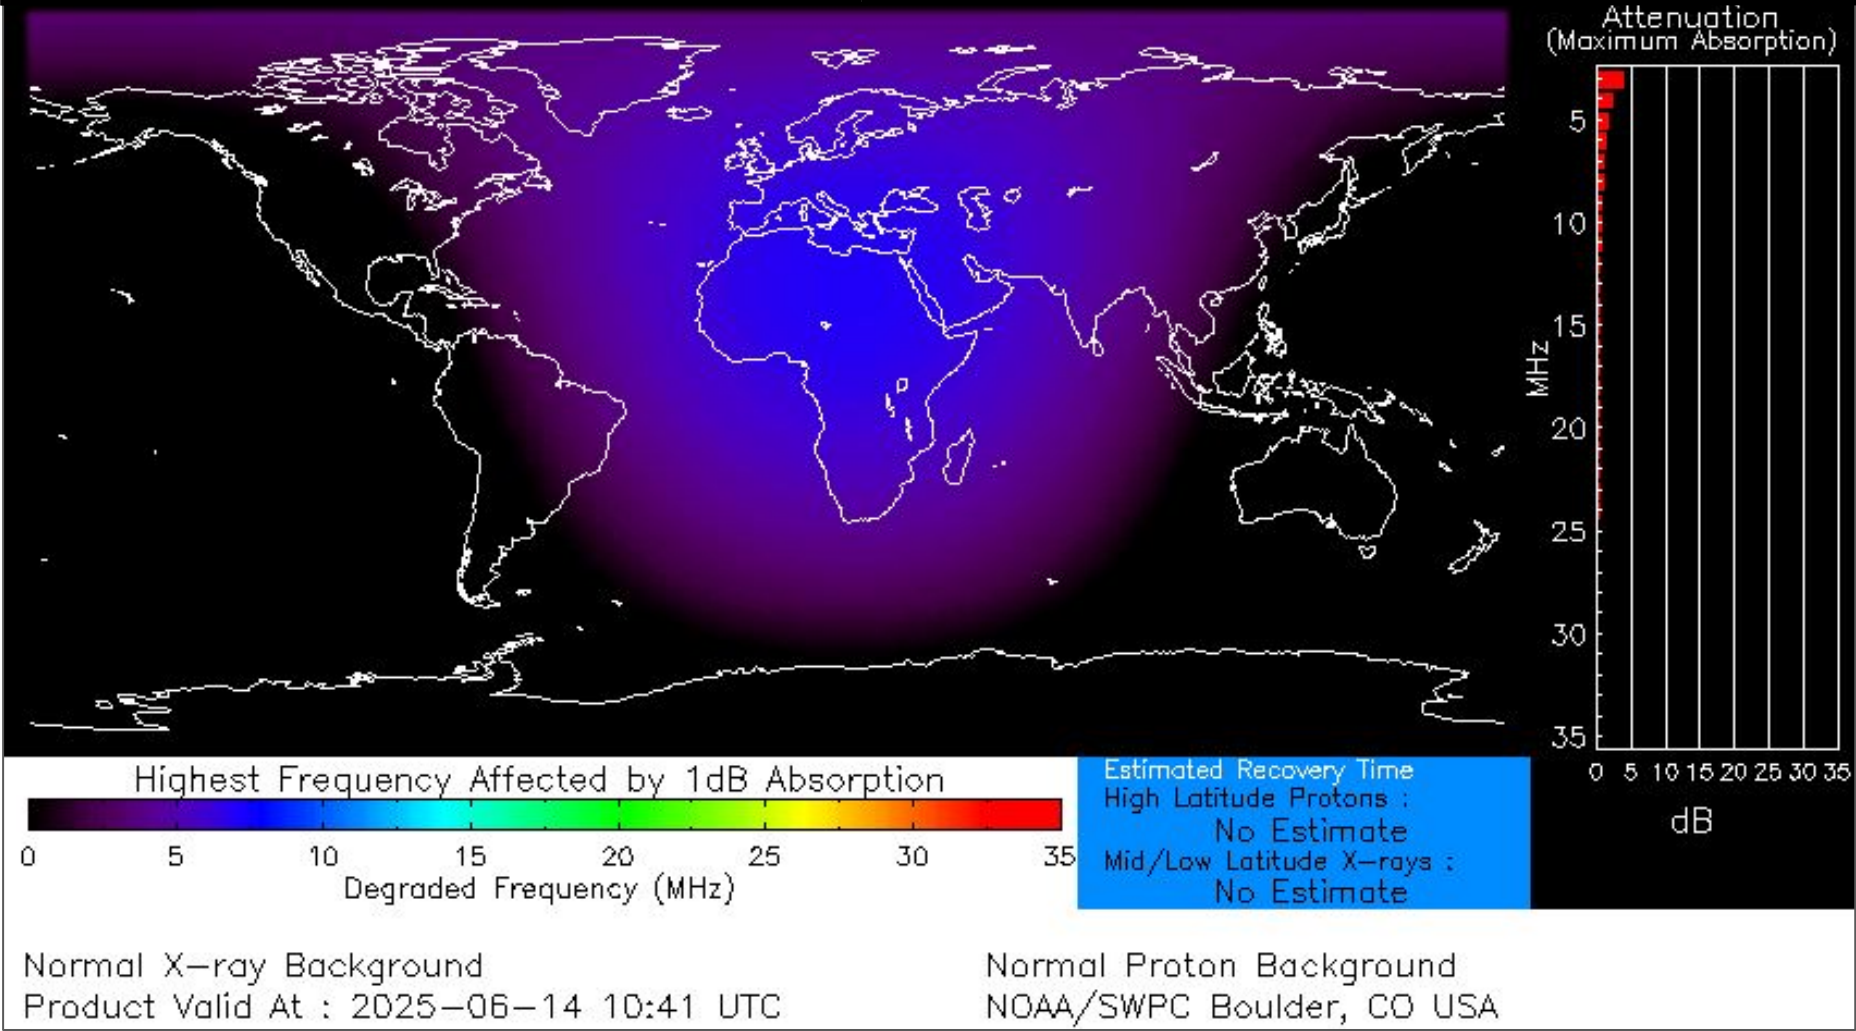 Attenuation
(Maximum Absorption)
5
10
15
20
25
30
35
MHz
0 5 10 15 20 25 30 35
dB
Highest Frequency Affected by 1dB Absorption
0 5 10 15 20 25 30 35
Degraded Frequency (MHz)
Estimated Recovery Time
High Latitude Protons :
No Estimate
Mid/Low Latitude X-rays :
No Estimate
Normal X-ray Background
Product Valid At : 2025-06-14 10:41 UTC
Normal Proton Background
NOAA/SWPC Boulder, CO USA